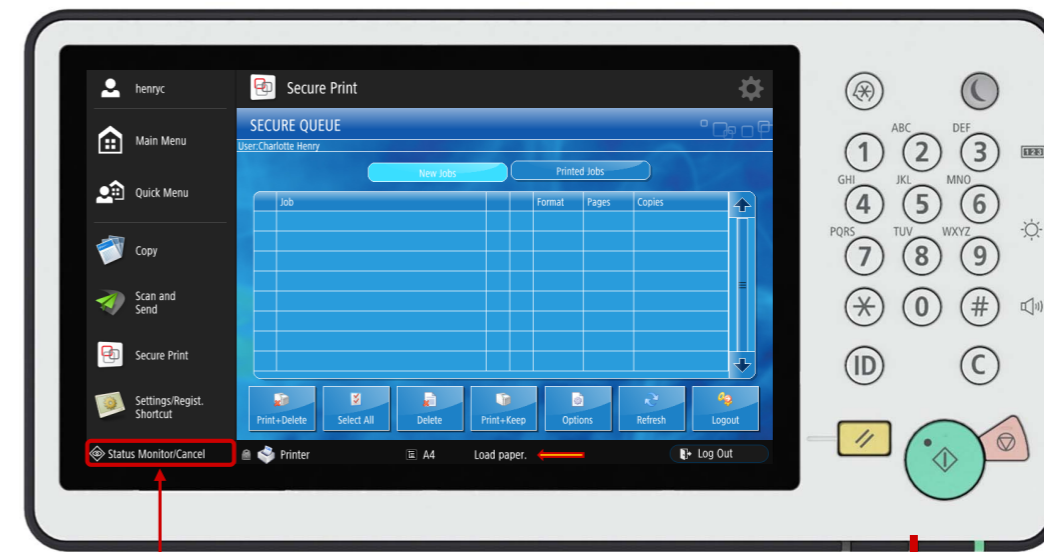 henryc
Secure Print
Main Menu
Quick Menu
Copy
Scan and
Send
Secure Print
Settings/Regist.
Shortcut
Status Monitor/Cancel
SECURE QUEUE
User:Charlotte Henry
New Jobs
Printed Jobs
Job
Format
Pages
Copies
Print+Delete
Select All
Delete
Print+Keep
Options
Refresh
Logout
Printer
A4
Load paper.
Log Out
ABC
DEF
1
2
3
123
GHI
JKL
MNO
4
5
6
PQRS
TUV
WXYZ
7
8
9
0
#
ID
C